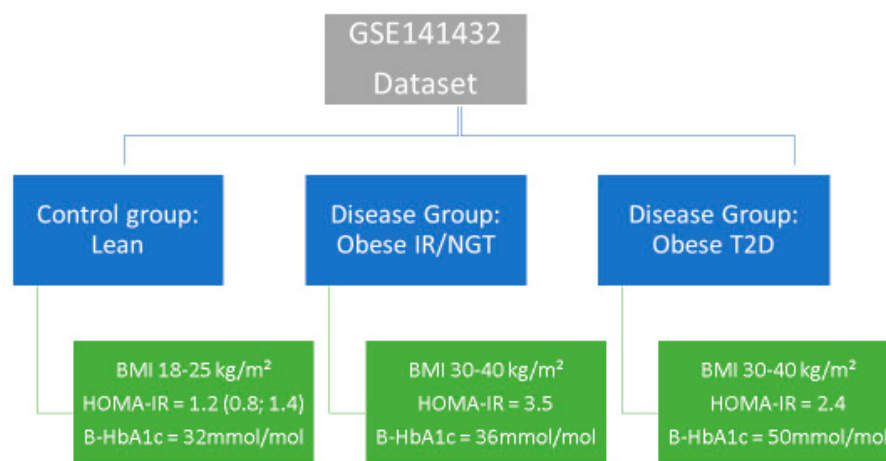 GSE141432
Dataset
Control group:
Lean
Disease Group:
Obese IR/NGT
Disease Group:
Obese T2D
BMI 18-25 kg/m²
HOMA-IR = 1.2 (0.8; 1.4)
B-HbA1c = 32mmol/mol
BMI 30-40 kg/m²
HOMA-IR = 3.5
B-HbA1c = 36mmol/mol
BMI 30-40 kg/m²
HOMA-IR = 2.4
B-HbA1c = 50mmol/mol